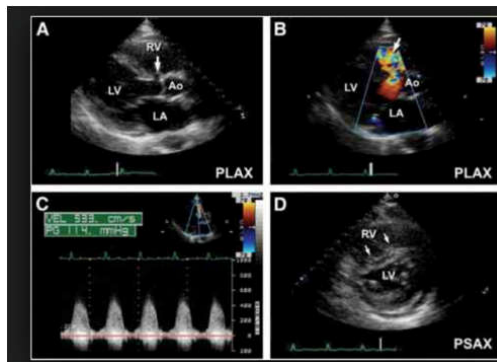 A
RV
LV
Ao
LA
PLAX
B
LV
Ao
LA
PLAX
C
VEL 533. cm/s
PG 114. mmHg
D
RV
LV
PSAX